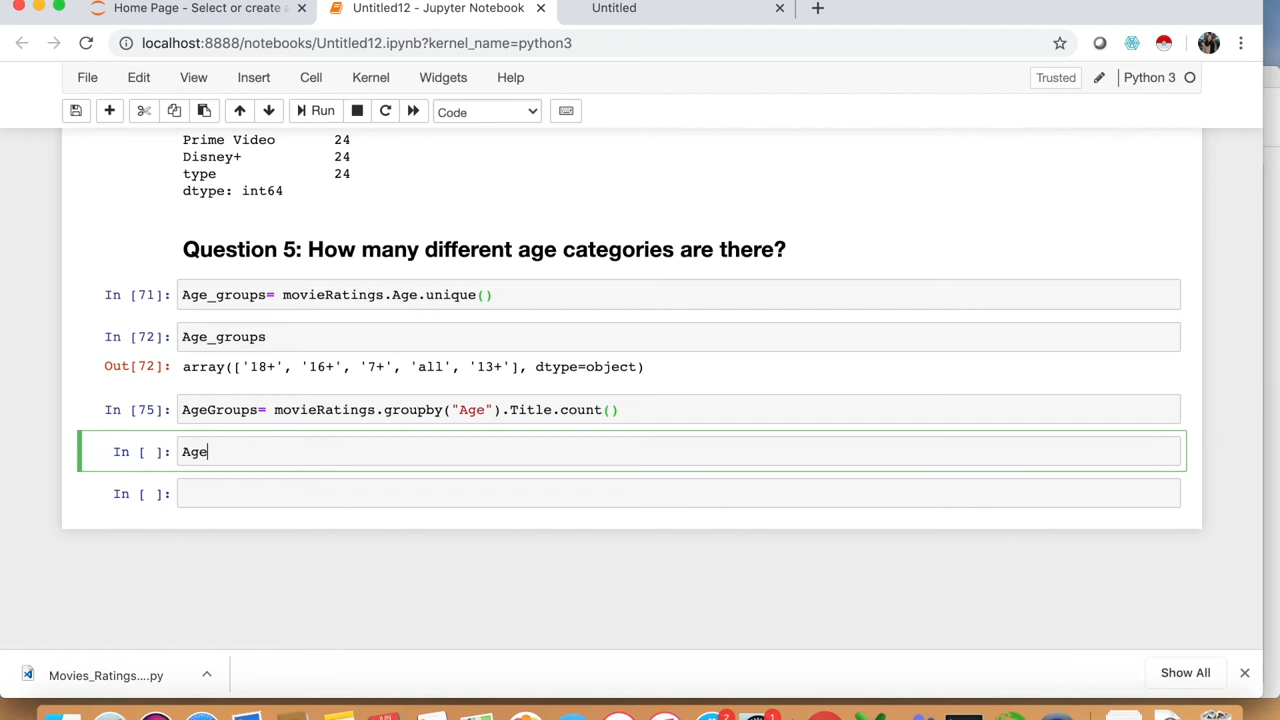 Home Page - Select or create a
Untitled12 - Jupyter Notebook
Untitled
localhost:8888/notebooks/Untitled12.ipynb?kernel_name=python3
File Edit View Insert Cell Kernel Widgets Help
Trusted
Python 3
Run
Code
Prime Video 24
Disney+ 24
type 24
dtype: int64
Question 5: How many different age categories are there?
In [71]: Age_groups= movieRatings.Age.unique()
In [72]: Age_groups
Out[72]: array(['18+', '16+', '7+', 'all', '13+'], dtype=object)
In [75]: AgeGroups= movieRatings.groupby("Age").Title.count()
In [ ]: Age
In [ ]:
Movies_Ratings....py
Show All
JUN
2
1